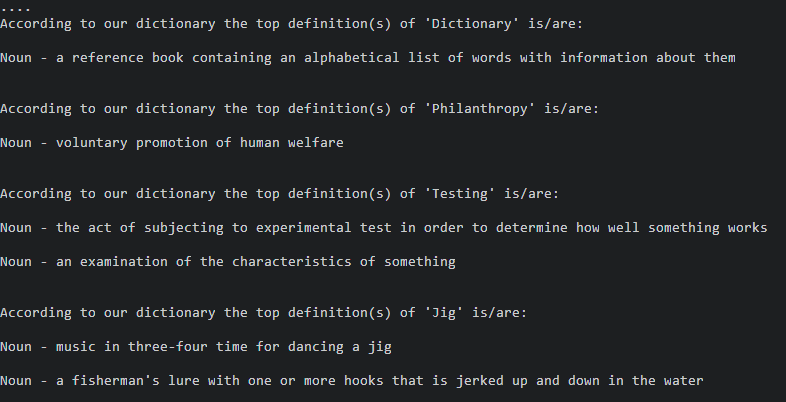 ....
According to our dictionary the top definition(s) of 'Dictionary' is/are:
Noun - a reference book containing an alphabetical list of words with information about them
According to our dictionary the top definition(s) of 'Philanthropy' is/are:
Noun - voluntary promotion of human welfare
According to our dictionary the top definition(s) of 'Testing' is/are:
Noun - the act of subjecting to experimental test in order to determine how well something works
Noun - an examination of the characteristics of something
According to our dictionary the top definition(s) of 'Jig' is/are:
Noun - music in three-four time for dancing a jig
Noun - a fisherman's lure with one or more hooks that is jerked up and down in the water